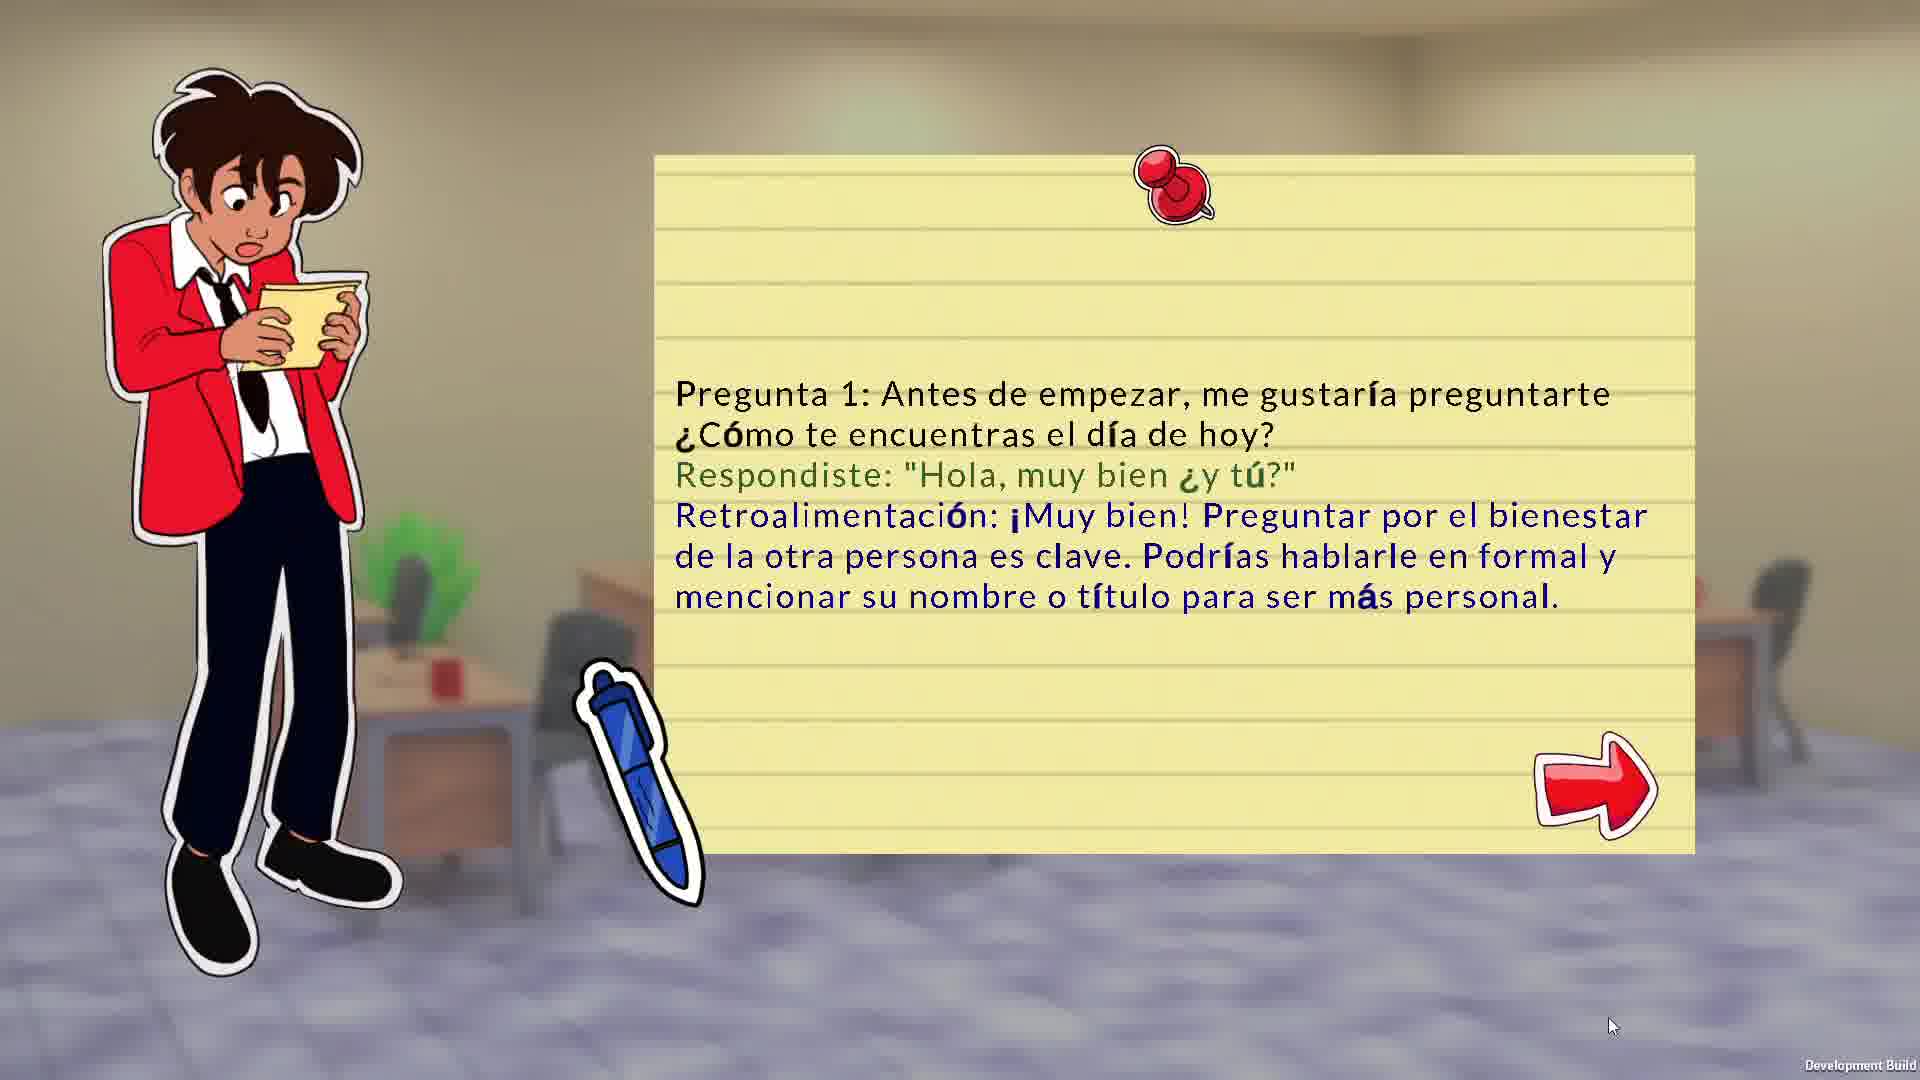 Pregunta 1: Antes de empezar, me gustaría preguntarte
¿Cómo te encuentras el día de hoy?
Respondiste: "Hola, muy bien ¿y tú?"
Retroalimentación: ¡Muy bien! Preguntar por el bienestar
de la otra persona es clave. Podrías hablarle en formal y
mencionar su nombre o título para ser más personal.
Development Build